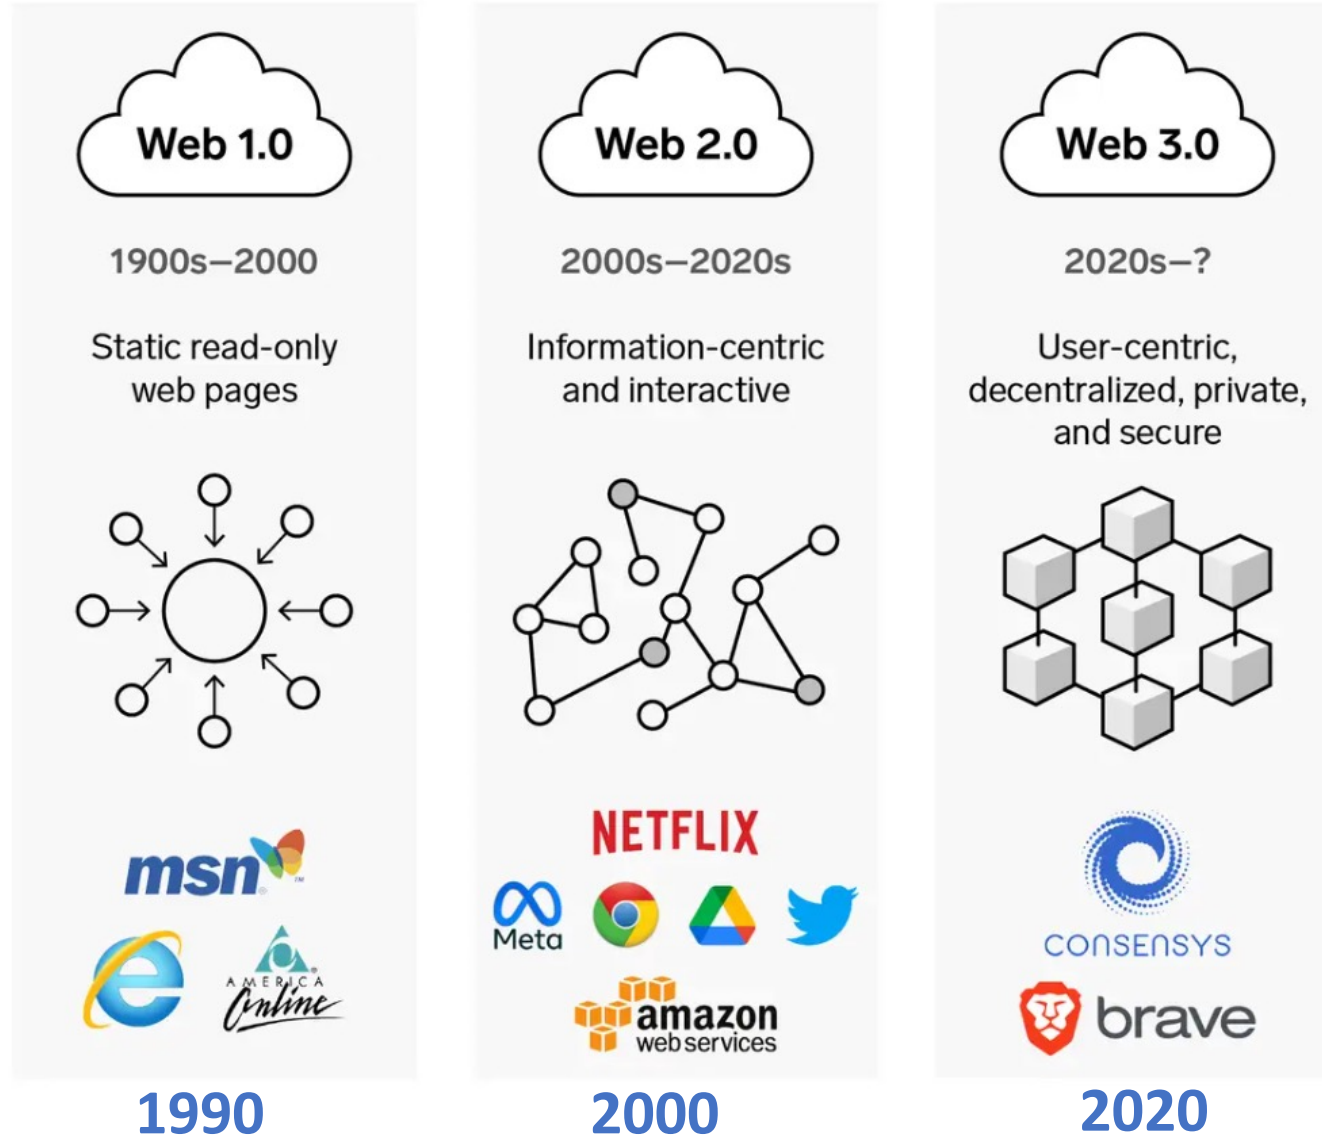 Web 1.0
1900s–2000
Static read-only
web pages
msn
AMERICA
Online
1990
Web 2.0
2000s–2020s
Information-centric
and interactive
NETFLIX
Meta
amazon
web services
2000
Web 3.0
2020s–?
User-centric,
decentralized, private,
and secure
CONSENSYS
brave
2020